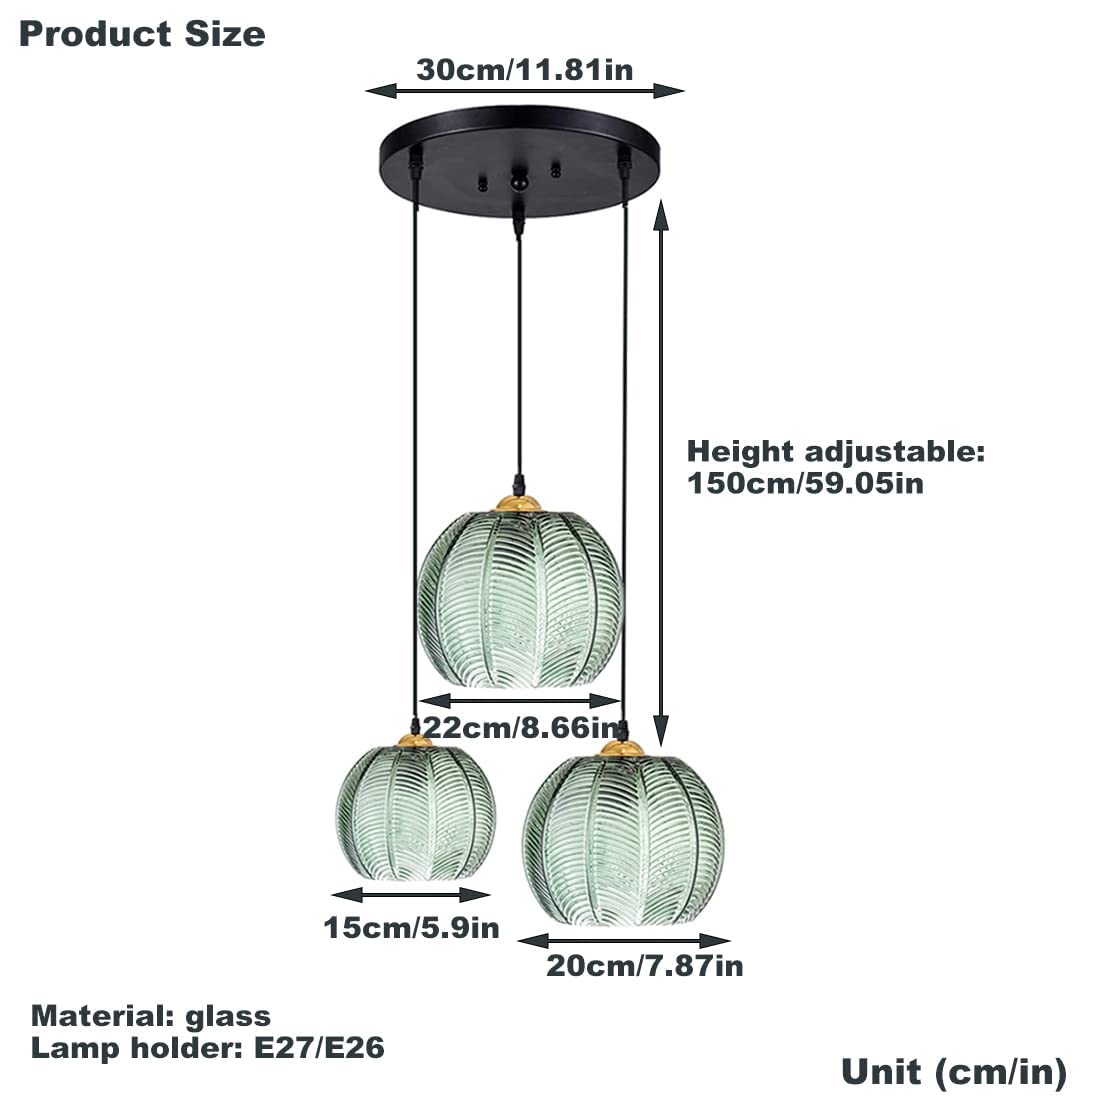 Product Size
30cm/11.81in
Height adjustable:
150cm/59.05in
22cm/8.66in
15cm/5.9in
20cm/7.87in
Material: glass
Lamp holder: E27/E26
Unit (cm/in)